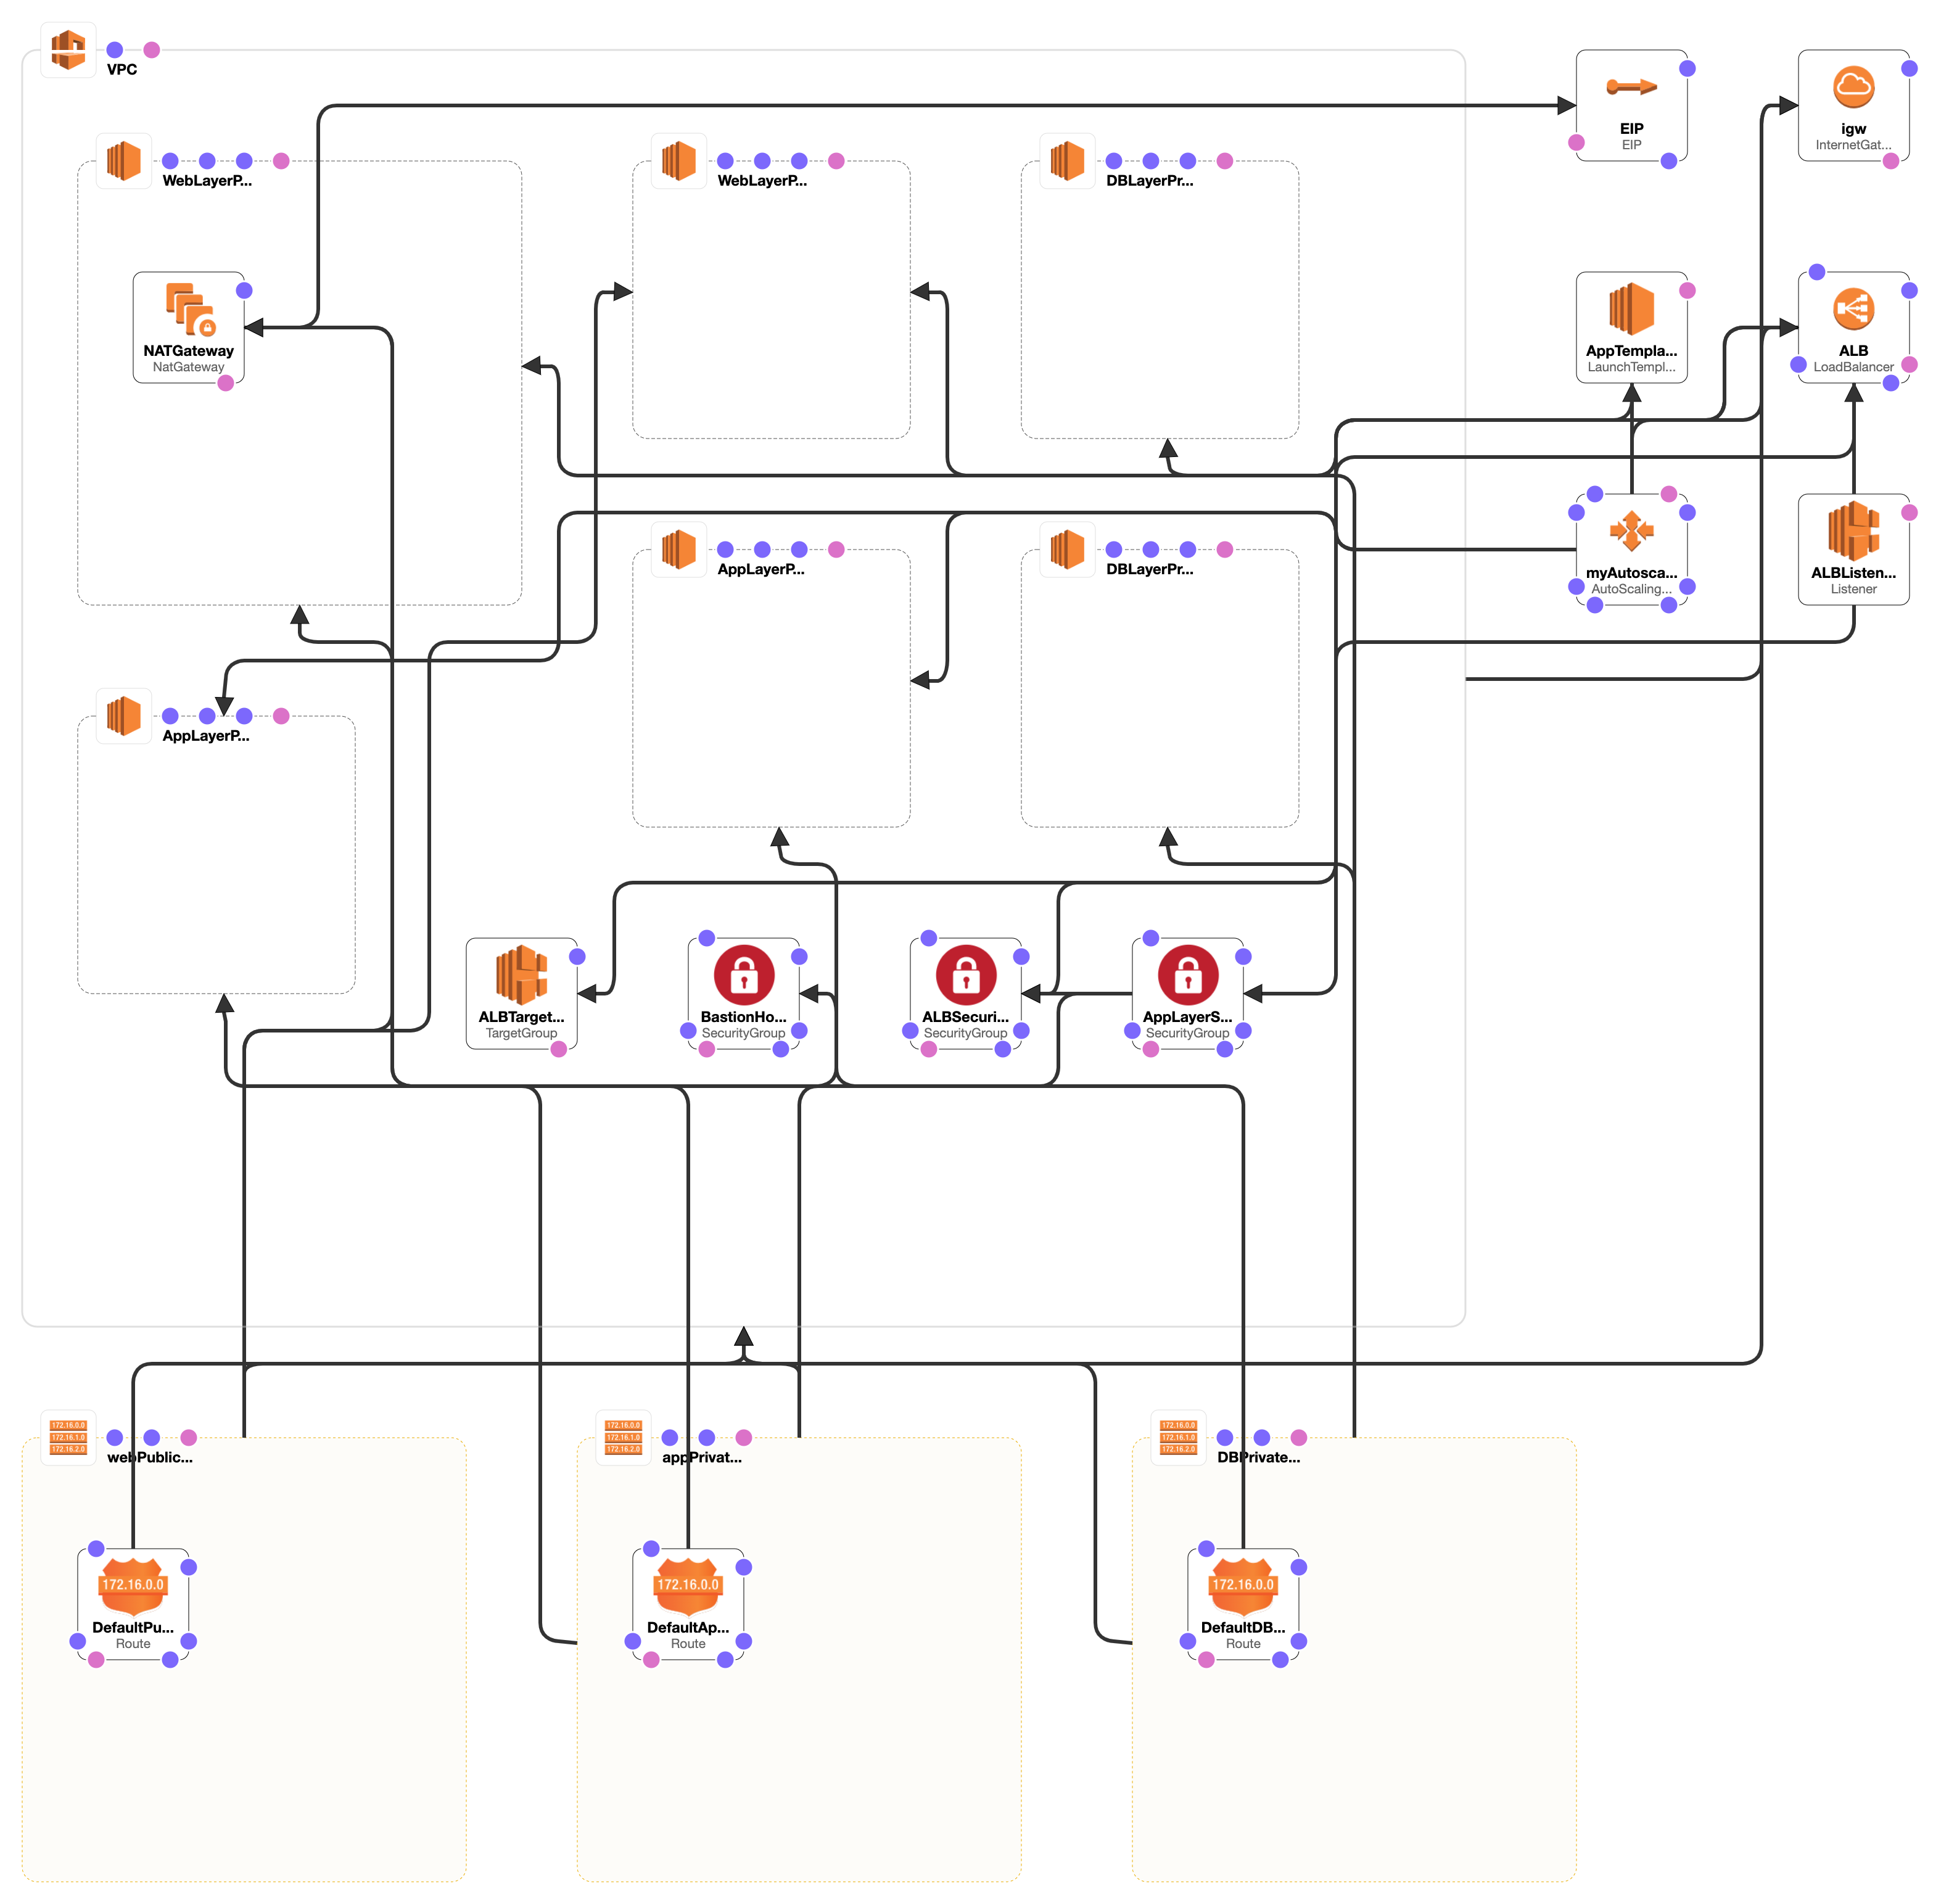 VPC
EIP
EIP
igw
InternetGat...
WebLayerP...
WebLayerP...
DBLayerPr...
NATGateway
NatGateway
AppTempla...
LaunchTempl...
ALB
LoadBalancer
AppLayerP...
DBLayerPr...
myAutosca...
AutoScaling...
ALBListen...
Listener
AppLayerP...
ALBTarget...
TargetGroup
BastionHo...
SecurityGroup
ALBSecuri...
SecurityGroup
AppLayerS...
SecurityGroup
172.16.0.0
172.16.1.0
172.16.2.0
webPublic...
172.16.0.0
172.16.1.0
172.16.2.0
appPrivat...
172.16.0.0
172.16.1.0
172.16.2.0
DBPrivate...
172.16.0.0
DefaultPu...
Route
172.16.0.0
DefaultAp...
Route
172.16.0.0
DefaultDB...
Route